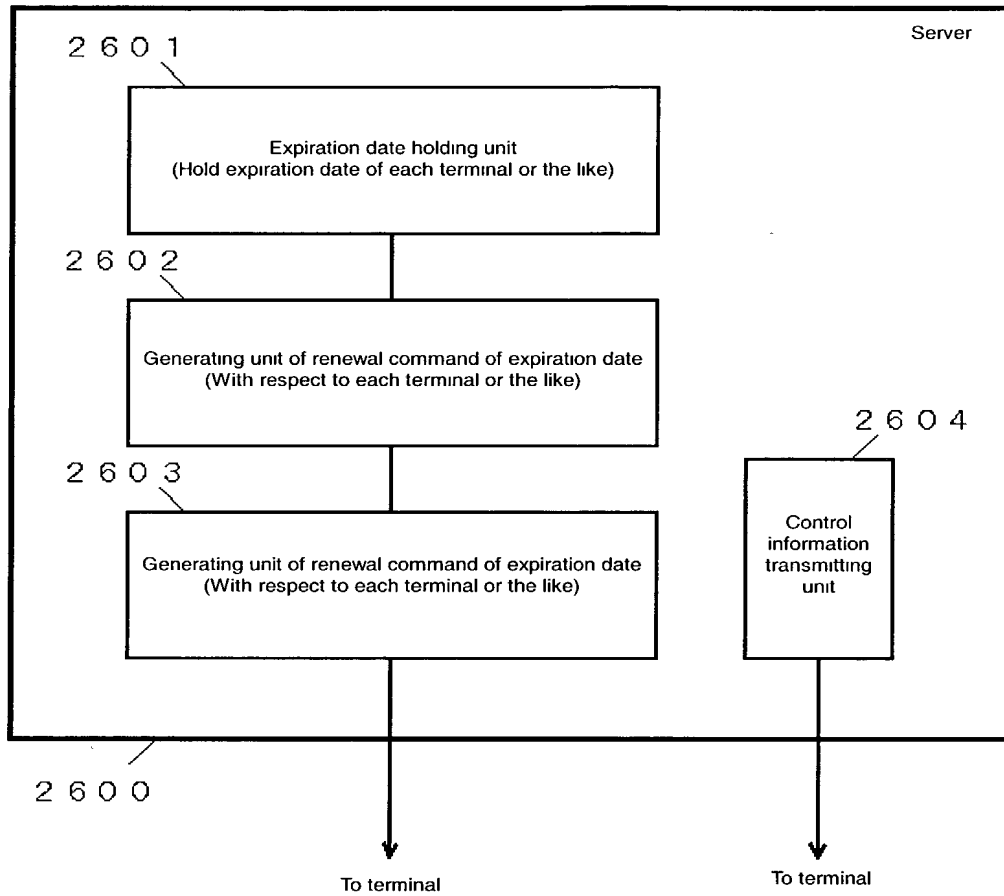 Server
2601
Expiration date holding unit
(Hold expiration date of each terminal or the like)
2602
Generating unit of renewal command of expiration date
(With respect to each terminal or the like)
2603
Generating unit of renewal command of expiration date
(With respect to each terminal or the like)
2604
Control
information
transmitting
unit
2600
To terminal
To terminal